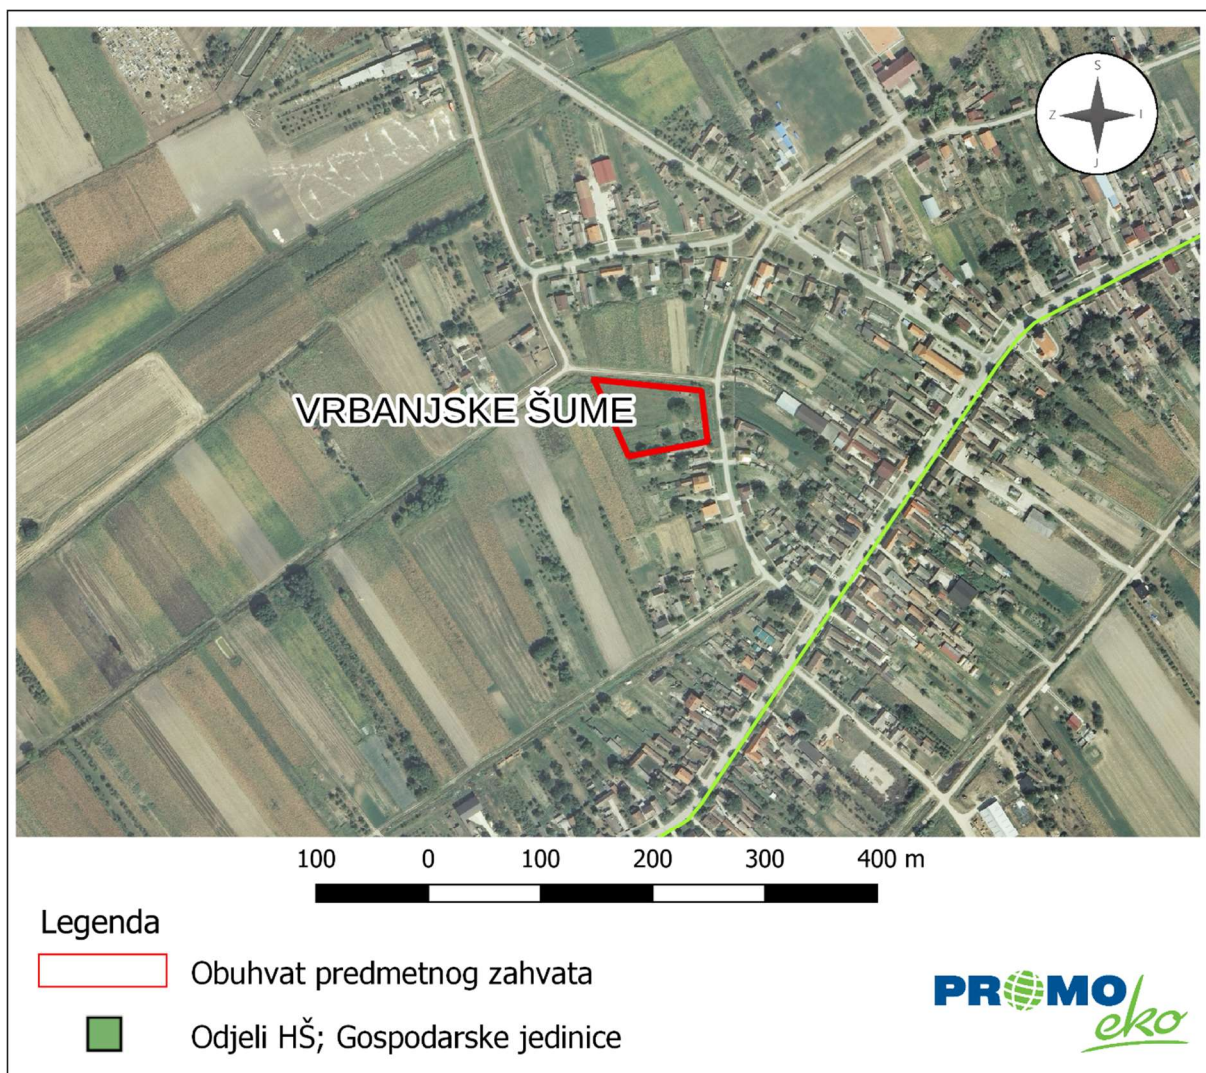 S
Z I
J
VRBANJSKE ŠUME
100 0 100 200 300 400 m
Legenda
Obuhvat predmetnog zahvata
Odjeli HŠ; Gospodarske jedinice
PROMO
eko